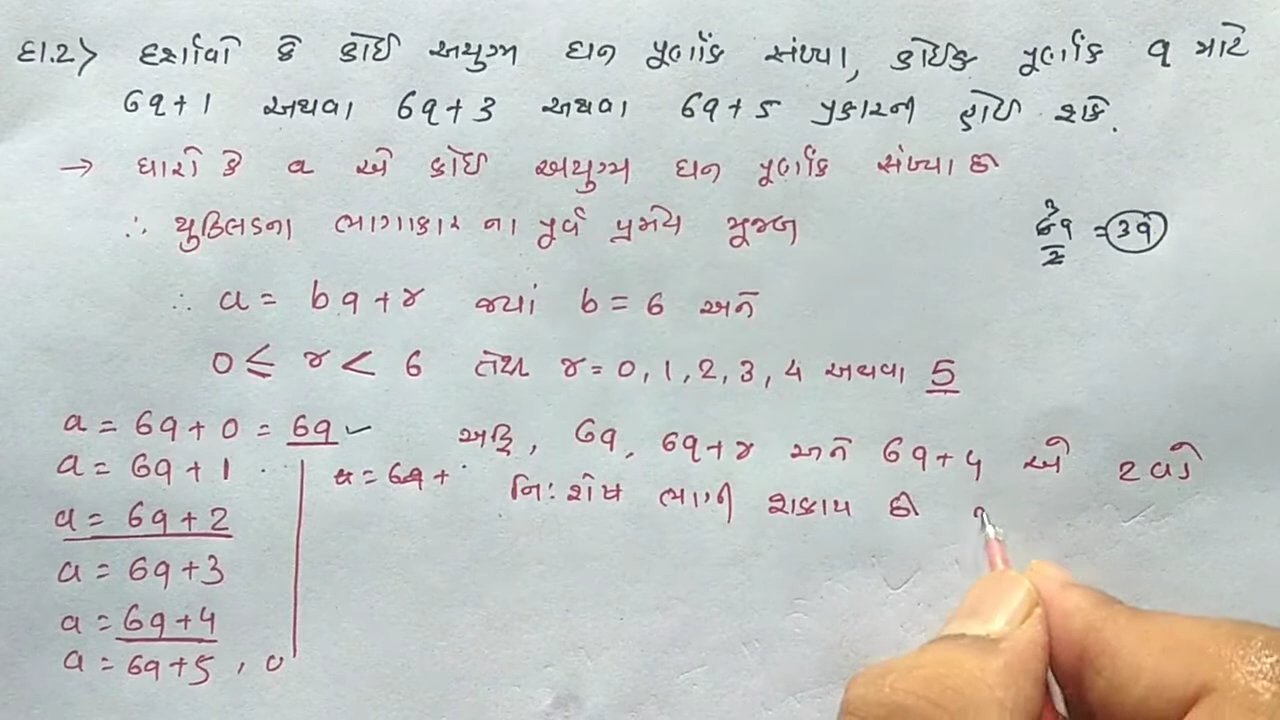 દા.2> દર્શાવો કે કોઈ અયુગ્મ ધન પૂર્ણાંક સંખ્યા, કોઈક પૂર્ણાંક q માટે
6q+1 અથવા 6q+3 અથવા 6q+5 પ્રકારની હોઈ શકે.
→ ધારો કે a એ કોઈ અયુગ્મ ધન પૂર્ણાંક સંખ્યા છે
∴ યુક્લિડના ભાગાકાર ના પૂર્વ પ્રમેય મુજબ
3
6q/2 = 3q
∴ a = bq+r જ્યાં b = 6 અને
0 ≤ r < 6 તેથી r = 0, 1, 2, 3, 4 અથવા 5
a = 6q+0 = 6q ✓
અહિ, 6q, 6q+r અને 6q+4 એ 2 વડે
a = 6q+1
a = 6q+
નિઃશેષ ભાગી શકાય છે
a = 6q+2
a = 6q+3
a = 6q+4
a = 6q+5 ,